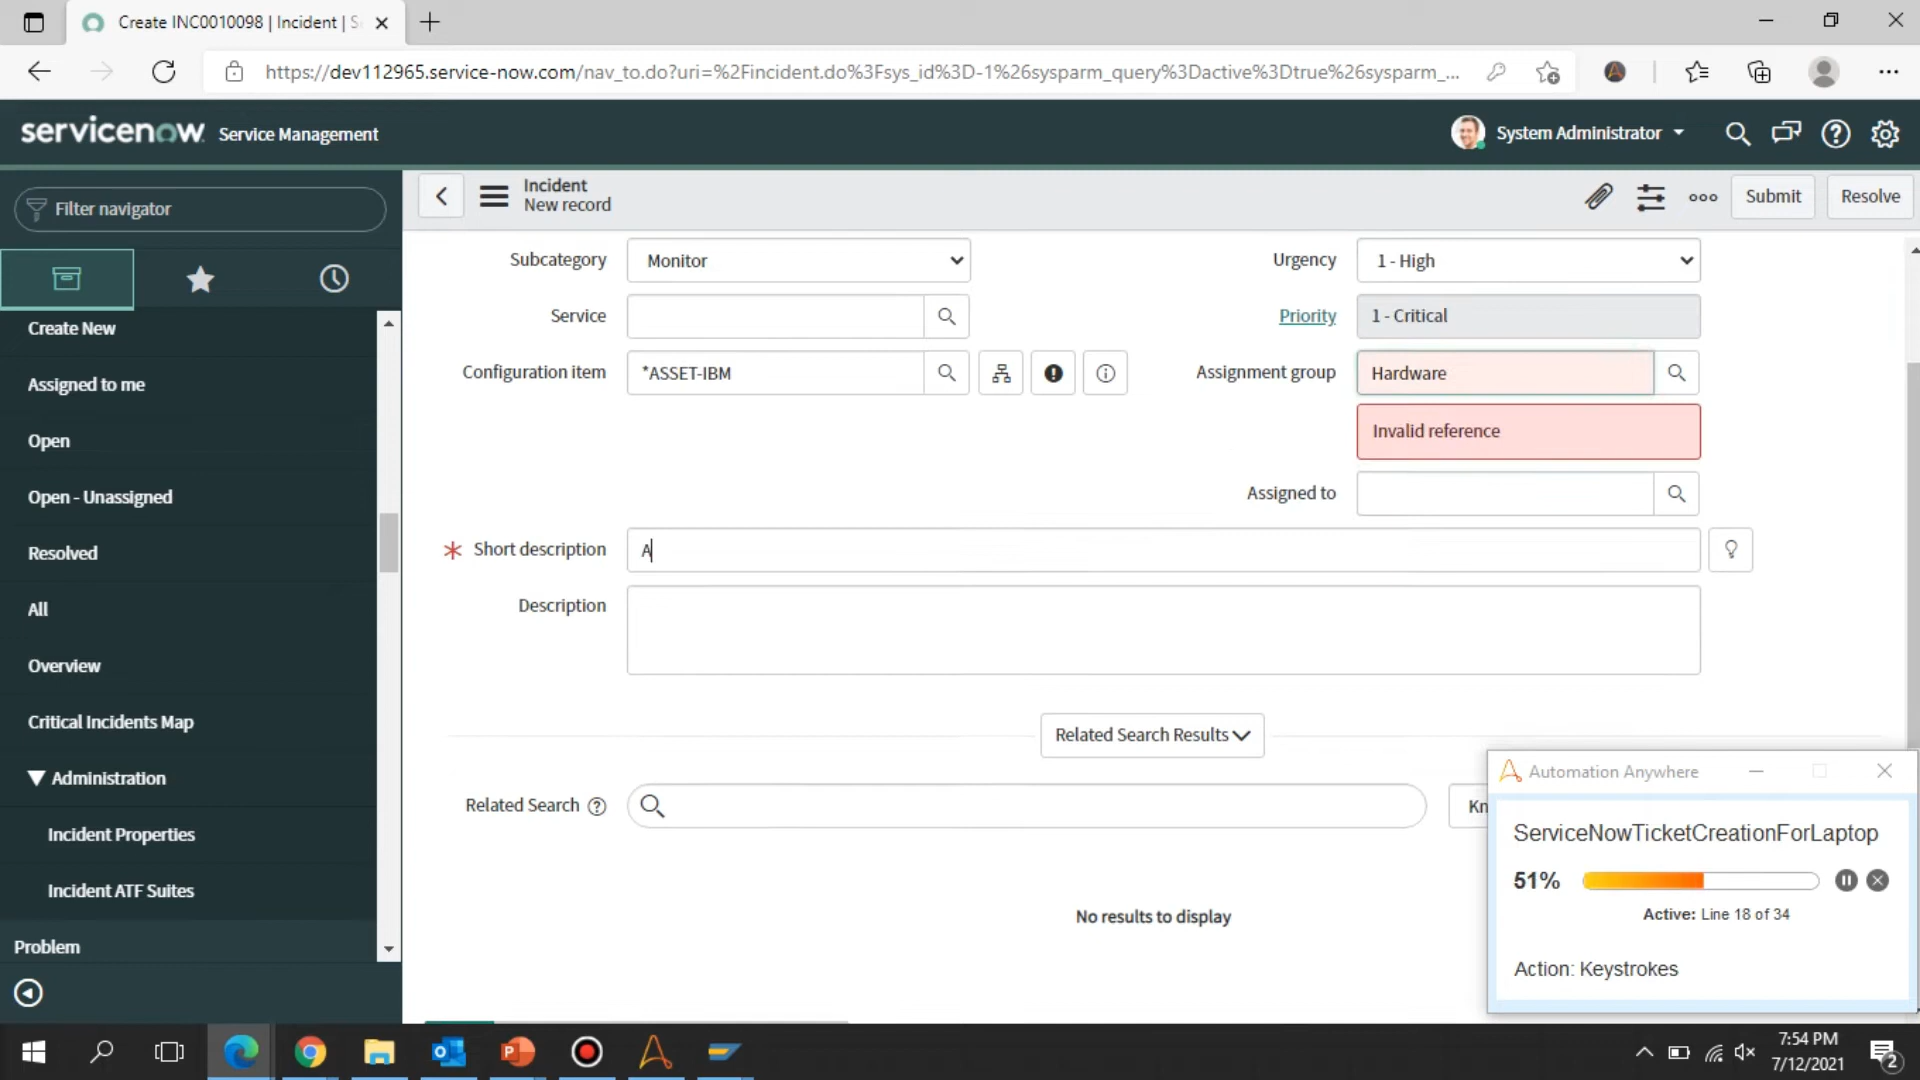 Create INC0010098 | Incident | S
https://dev112965.service-now.com/nav_to.do?uri=%2Fincident.do%3Fsys_id%3D-1%26sysparm_query%3Dactive%3Dtrue%26sysparm_...
servicenow Service Management
System Administrator
Filter navigator
Incident
New record
Submit
Resolve
Create New
Assigned to me
Open
Open - Unassigned
Resolved
All
Overview
Critical Incidents Map
Administration
Incident Properties
Incident ATF Suites
Problem
Subcategory Monitor
Urgency 1 - High
Service
Priority 1 - Critical
Configuration item *ASSET-IBM
Assignment group Hardware
Invalid reference
Assigned to
Short description A
Description
Related Search Results
Related Search
Kn
No results to display
Automation Anywhere
ServiceNowTicketCreationForLaptop
51%
Active: Line 18 of 34
Action: Keystrokes
7:54 PM
7/12/2021
2